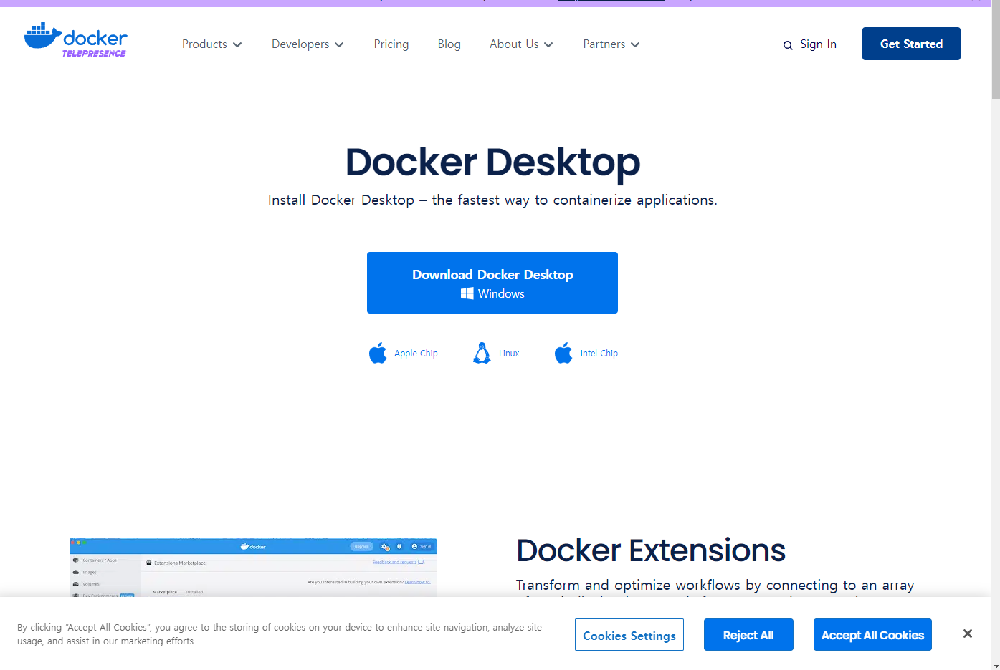 docker
TELEPRESENCE
Products Developers Pricing Blog About Us Partners Sign In Get Started
Docker Desktop
Install Docker Desktop – the fastest way to containerize applications.
Download Docker Desktop
Windows
Apple Chip Linux Intel Chip
Docker Extensions
Transform and optimize workflows by connecting to an array
docker Upgrade Sign in
Containers / Apps
Images
Volumes
Dev Environments
Extensions Marketplace Feedback and requests
Are you interested in building your own extension? Learn how to.
Marketplace Installed
By clicking “Accept All Cookies”, you agree to the storing of cookies on your device to enhance site navigation, analyze site
usage, and assist in our marketing efforts.
Cookies Settings Reject All Accept All Cookies